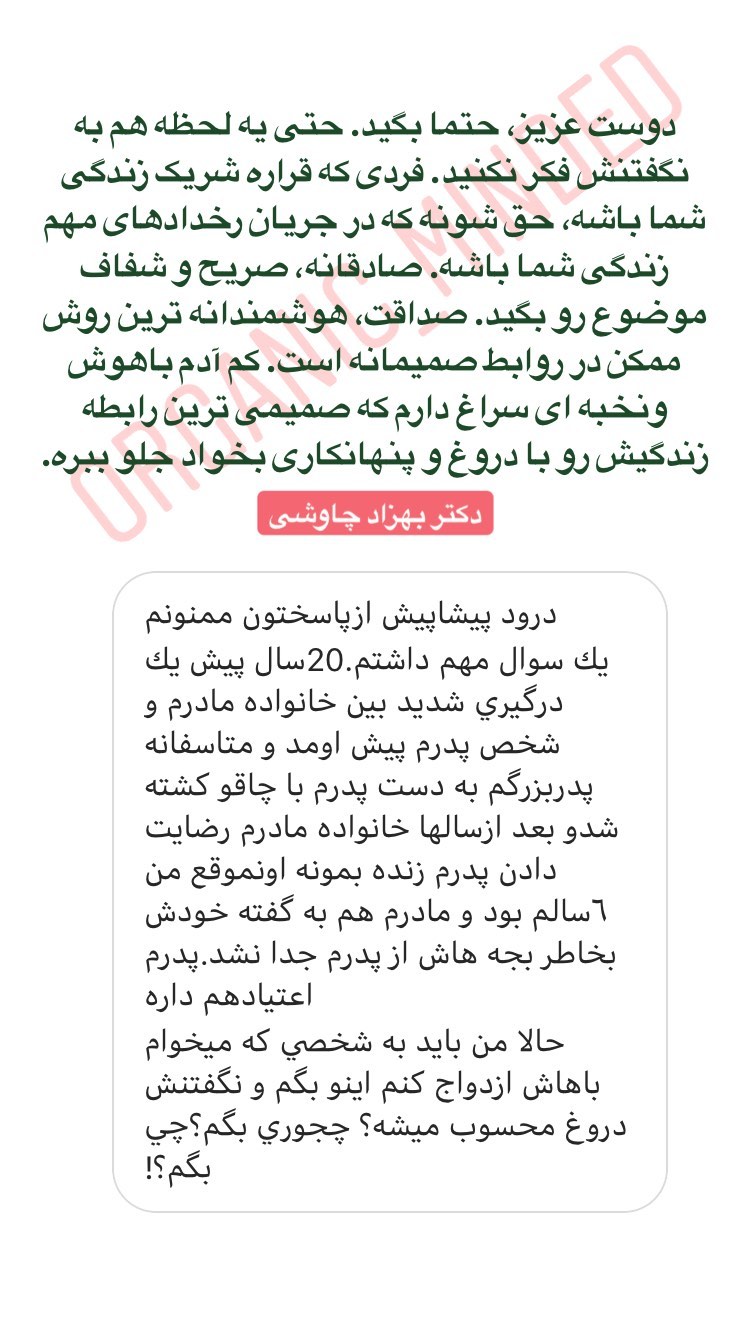 دوست عزیز، حتما بگید. حتی یه لحظه هم به
نگفتنش فکر نکنید. فردی که قراره شریک زندگی
شما باشه، حق شونه که در جریان رخدادهای مهم
زندگی شما باشه. صادقانه، صریح و شفاف
موضوع رو بگید. صداقت، هوشمندانه ترین روش
ممکن در روابط صمیمانه است. کم آدم باهوش
ونخبه ای سراغ دارم که صمیمی ترین رابطه
زندگیش رو با دروغ و پنهانکاری بخواد جلو ببره.
ORGANIC_MINDED
دکتر بهزاد چاوشی
درود پیشاپیش ازپاسختون ممنونم
يك سوال مهم داشتم.20سال پيش يك
درگيري شديد بين خانواده مادرم و
شخص پدرم پيش اومد و متاسفانه
پدربزرگم به دست پدرم با چاقو كشته
شدو بعد ازسالها خانواده مادرم رضايت
دادن پدرم زنده بمونه اونموقع من
٦سالم بود و مادرم هم به گفته خودش
بخاطر بجه هاش از پدرم جدا نشد.پدرم
اعتيادهم داره
حالا من بايد به شخصي كه ميخوام
باهاش ازدواج كنم اينو بگم و نگفتنش
دروغ محسوب ميشه؟ چجوري بگم؟چي
بگم؟!